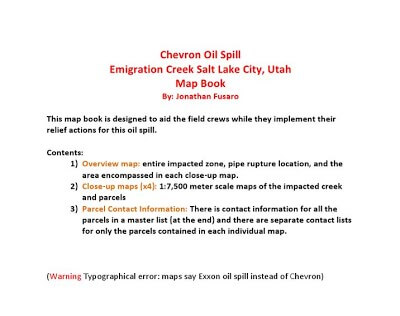 Chevron Oil Spill
Emigration Creek Salt Lake City, Utah
Map Book
By: Jonathan Fusaro
This map book is designed to aid the field crews while they implement their
relief actions for this oil spill.
Contents:
1) Overview map: entire impacted zone, pipe rupture location, and the
area encompassed in each close-up map.
2) Close-up maps (x4): 1:7,500 meter scale maps of the impacted creek
and parcels
3) Parcel Contact Information: There is contact information for all the
parcels in a master list (at the end) and there are separate contact lists
for only the parcels contained in each individual map.
(Warning Typographical error: maps say Exxon oil spill instead of Chevron)